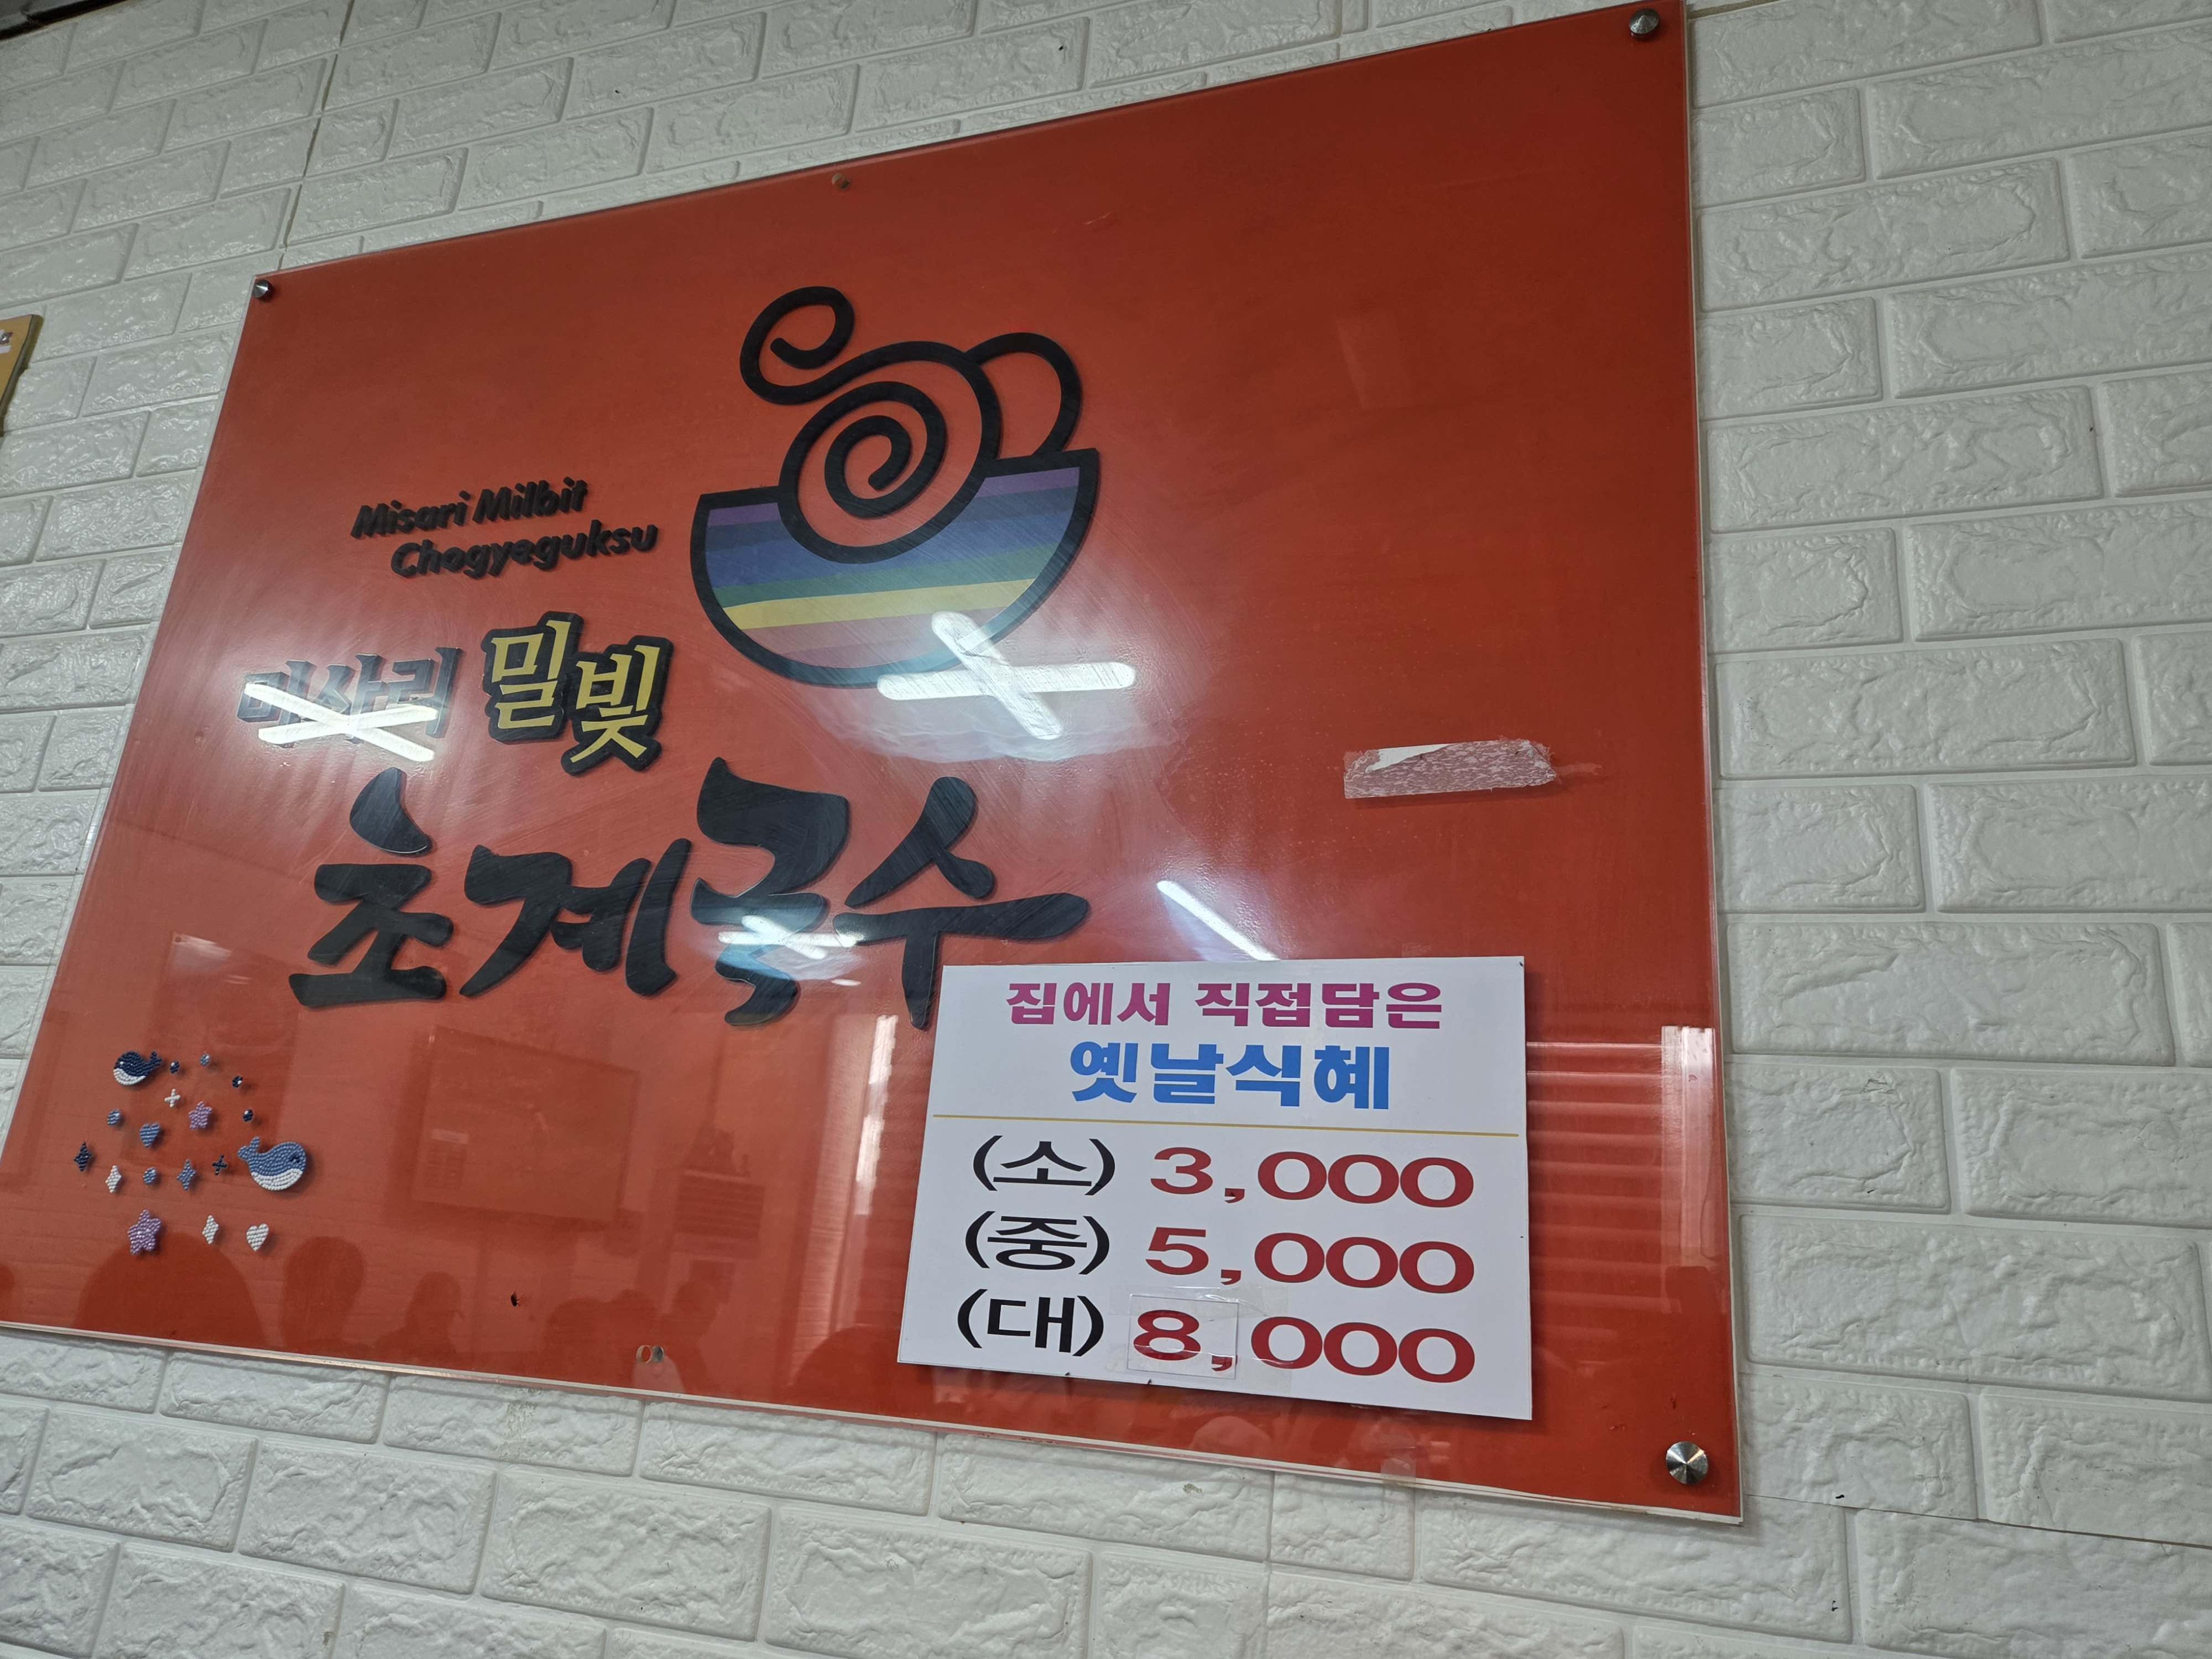 Misari Milbit
Chogyeguksu
미사리 밀빛
초계국수
집에서 직접담은
옛날식혜
(소) 3,000
(중) 5,000
(대) 8,000